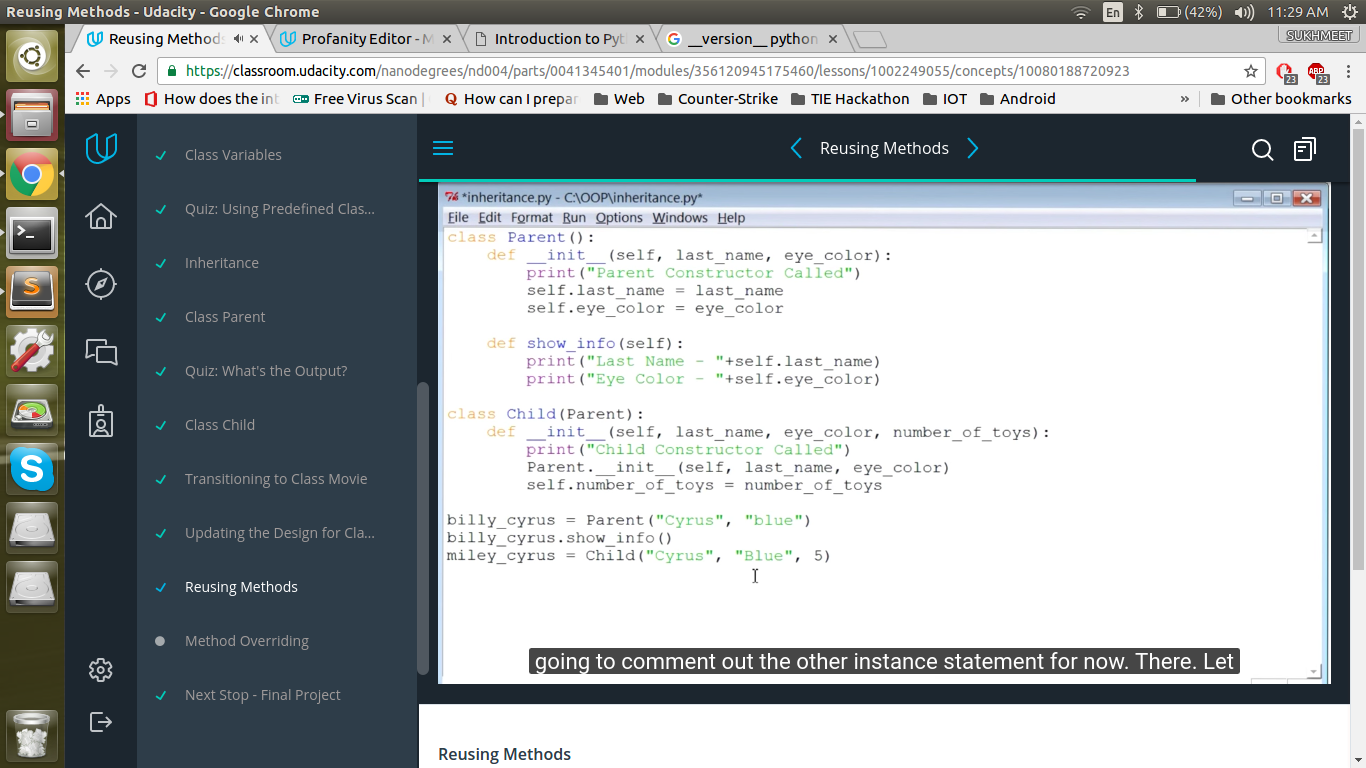 Reusing Methods - Udacity - Google Chrome
En
(42%)
11:29 AM
SUKHMEET
Reusing Methods
Profanity Editor - M
Introduction to Pyt
__version__ python
https://classroom.udacity.com/nanodegrees/nd004/parts/0041345401/modules/356120945175460/lessons/1002249055/concepts/10080188720923
23
ABP
23
Apps
How does the int
Free Virus Scan |
How can I prepar
Web
Counter-Strike
TIE Hackathon
IOT
Android
»
Other bookmarks
Class Variables
Quiz: Using Predefined Clas...
Inheritance
Class Parent
Quiz: What's the Output?
Class Child
Transitioning to Class Movie
Updating the Design for Cla...
Reusing Methods
Method Overriding
Next Stop - Final Project
Reusing Methods
*inheritance.py - C:\OOP\inheritance.py*
File Edit Format Run Options Windows Help
class Parent():
    def __init__(self, last_name, eye_color):
        print("Parent Constructor Called")
        self.last_name = last_name
        self.eye_color = eye_color
    def show_info(self):
        print("Last Name - "+self.last_name)
        print("Eye Color - "+self.eye_color)
class Child(Parent):
    def __init__(self, last_name, eye_color, number_of_toys):
        print("Child Constructor Called")
        Parent.__init__(self, last_name, eye_color)
        self.number_of_toys = number_of_toys
billy_cyrus = Parent("Cyrus", "blue")
billy_cyrus.show_info()
miley_cyrus = Child("Cyrus", "Blue", 5)
going to comment out the other instance statement for now. There. Let
Reusing Methods